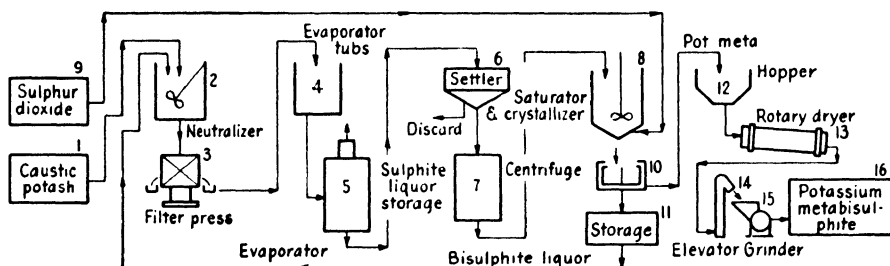 9
Sulphur
dioxide
1
Caustic
potash
2
Neutralizer
3
Filter press
Evaporator
tubs
4
5
Evaporator
Sulphite
liquor
storage
6
Settler
&
Discard
7
Saturator
& crystallizer
8
Centrifuge
10
11
Storage
Bisulphite liquor
Pot meta
12
Hopper
Rotary dryer
13
14
15
Elevator Grinder
16
Potassium
metabisul-
phite